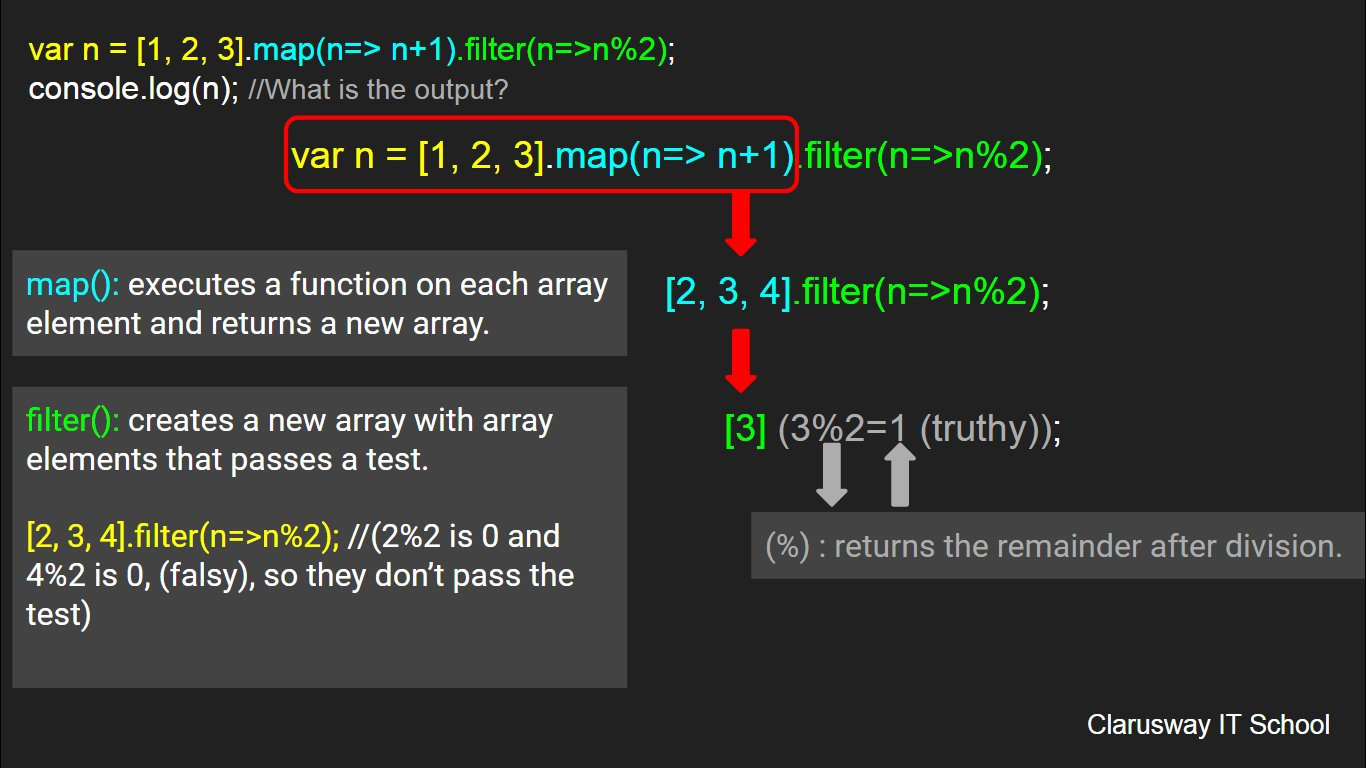 var n = [1, 2, 3].map(n=> n+1).filter(n=>n%2);
console.log(n); //What is the output?
var n = [1, 2, 3].map(n=> n+1).filter(n=>n%2);
map(): executes a function on each array
element and returns a new array.
[2, 3, 4].filter(n=>n%2);
filter(): creates a new array with array
elements that passes a test.
[3] (3%2=1 (truthy));
[2, 3, 4].filter(n=>n%2); //(2%2 is 0 and
4%2 is 0, (falsy), so they don’t pass the
test)
(%) : returns the remainder after division.
Clarusway IT School